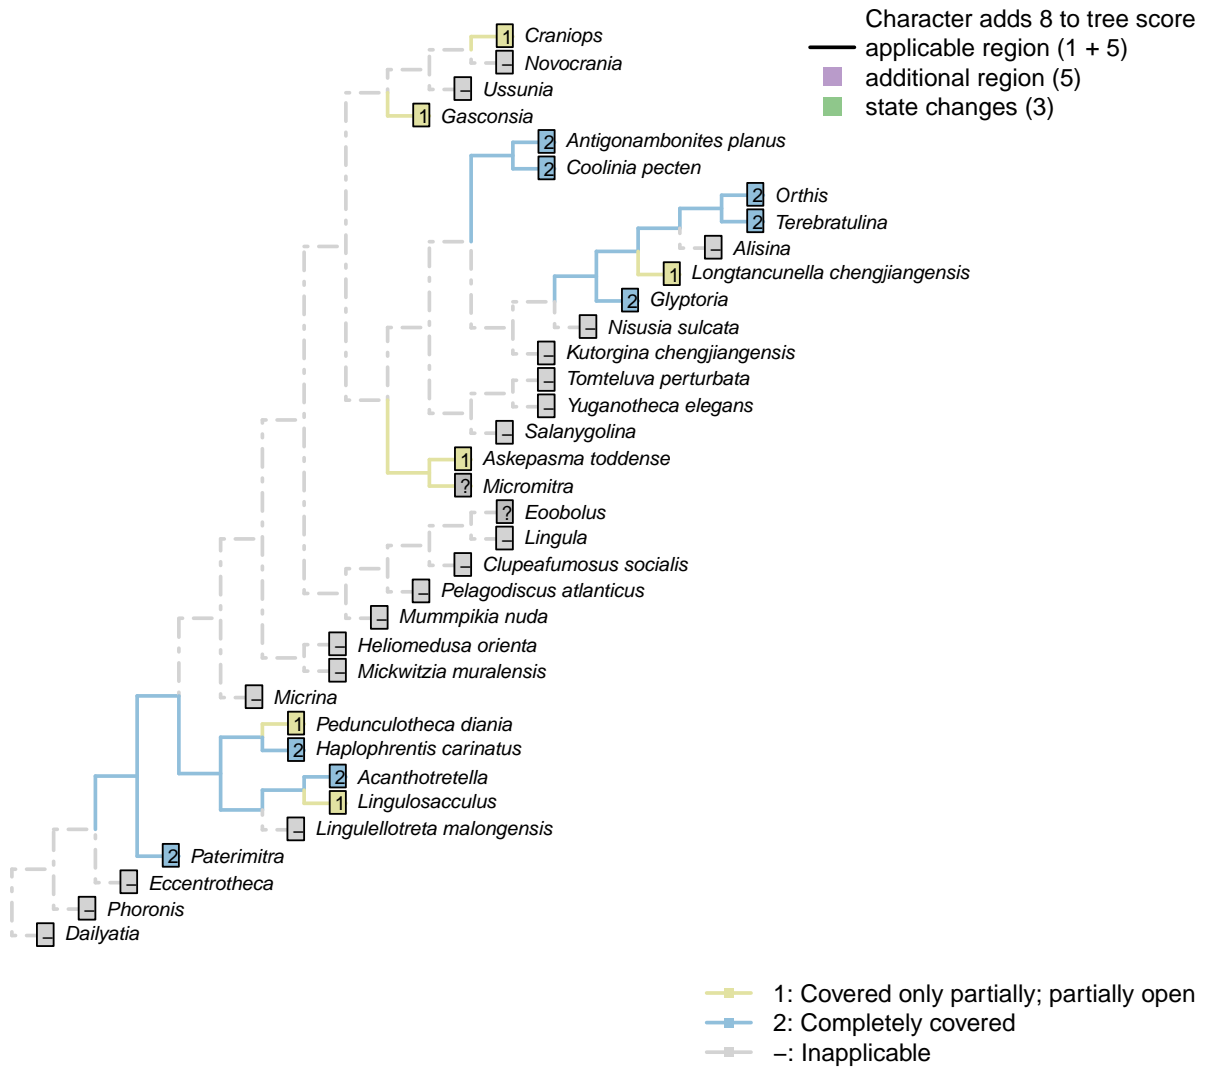 Character adds 8 to tree score
applicable region (1 + 5)
additional region (5)
state changes (3)
1 Craniops
– Novocrania
– Ussunia
1 Gasconsia
2 Antigonambonites planus
2 Coolinia pecten
2 Orthis
2 Terebratulina
– Alisina
1 Longtancunella chengjiangensis
2 Glyptoria
– Nisusia sulcata
– Kutorgina chengjiangensis
– Tomteluva perturbata
– Yuganotheca elegans
– Salanygolina
1 Askepasma toddense
? Micromitra
? Eoobolus
– Lingula
– Clupeafumosus socialis
– Pelagodiscus atlanticus
– Mummpikia nuda
– Heliomedusa orienta
– Mickwitzia muralensis
– Micrina
1 Pedunculotheca diania
2 Haplophrentis carinatus
2 Acanthotretella
1 Lingulosacculus
– Lingulellotreta malongensis
2 Paterimitra
– Eccentrotheca
– Phoronis
– Dailyatia
1: Covered only partially; partially open
2: Completely covered
–: Inapplicable